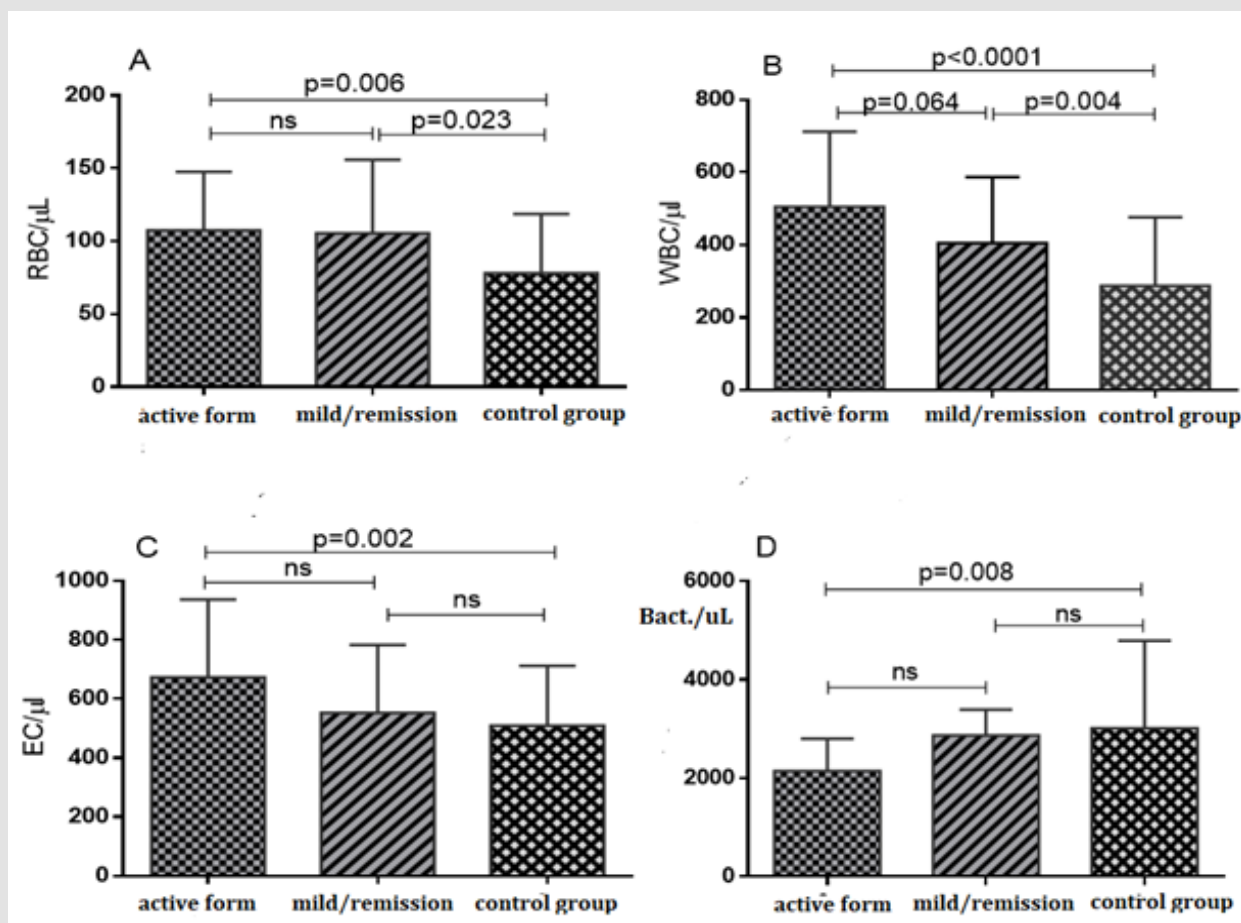 A
p=0.006
ns
p=0.023
200
150
100
50
0
RBC/μL
active form
mild/remission
control group
B
p<0.0001
p=0.064
p=0.004
800
600
400
200
0
WBC/μl
active form
mild/remission
control group
C
p=0.002
ns
ns
1000
800
600
400
200
0
EC/μl
active form
mild/remission
control group
D
p=0.008
ns
ns
6000
4000
2000
0
Bact./uL
active form
mild/remission
control group